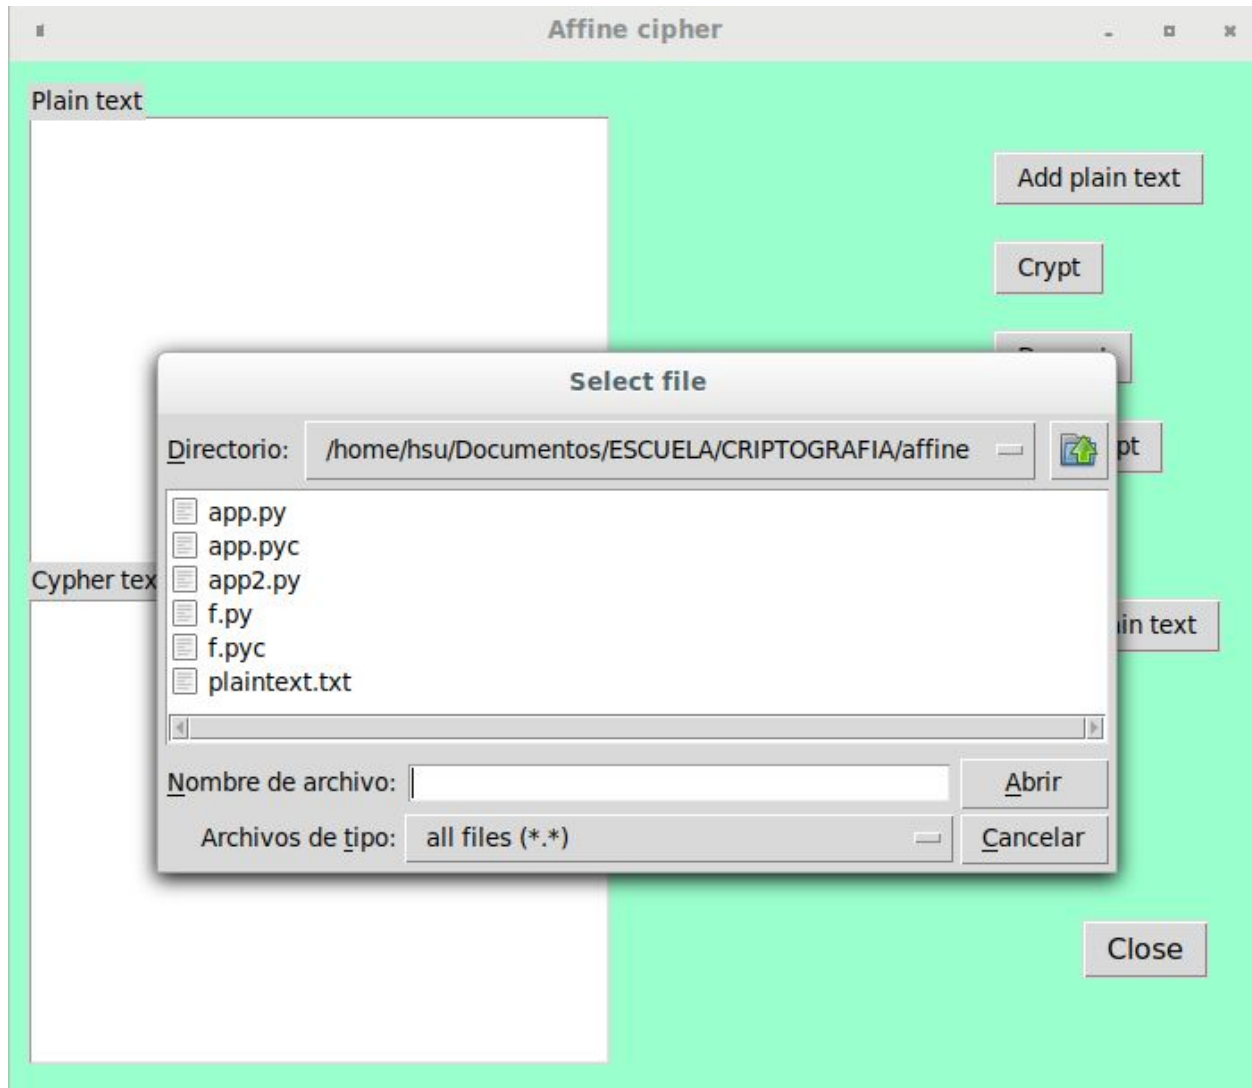 Affine cipher
Plain text
Add plain text
Crypt
Select file
Directorio: /home/hsu/Documentos/ESCUELA/CRIPTOGRAFIA/affine
pt
app.py
app.pyc
app2.py
f.py
f.pyc
plaintext.txt
Cypher tex
in text
Nombre de archivo: Abrir
Archivos de tipo: all files (*.*) Cancelar
Close